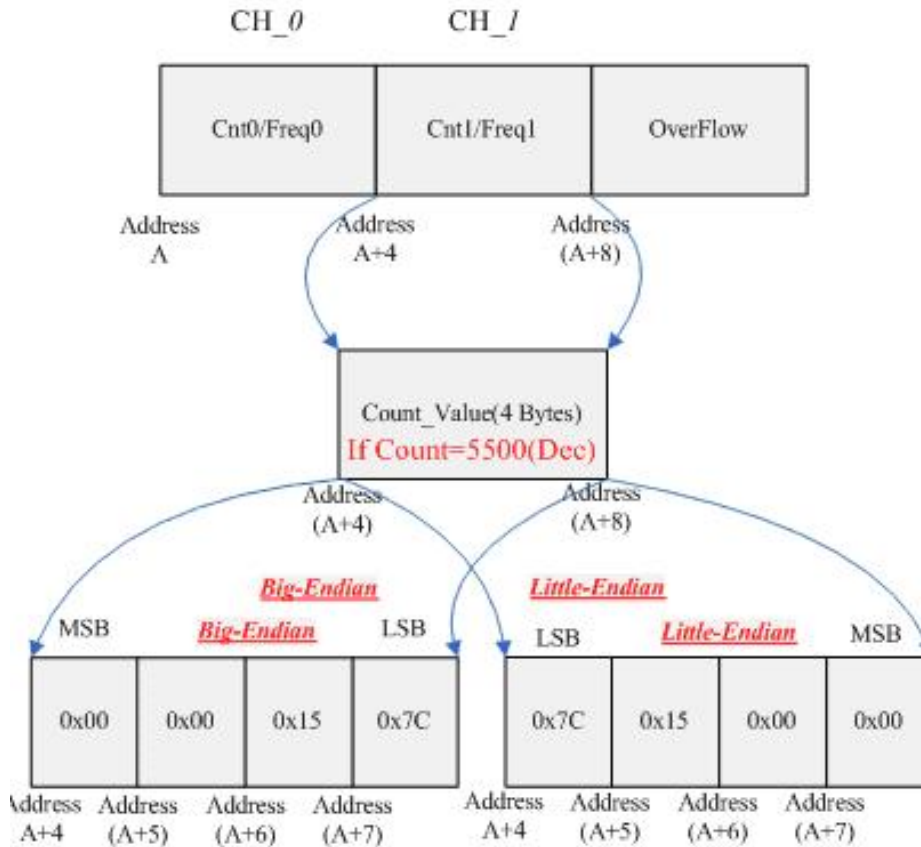 CH_0 CH_1
Cnt0/Freq0 Cnt1/Freq1 OverFlow
Address Address Address
A A+4 (A+8)
Count_Value(4 Bytes)
If Count=5500(Dec)
Address Address
(A+4) (A+8)
Big-Endian Little-Endian
MSB Big-Endian LSB LSB Little-Endian MSB
0x00 0x00 0x15 0x7C 0x7C 0x15 0x00 0x00
Address Address Address Address Address Address Address Address
A+4 (A+5) (A+6) (A+7) A+4 (A+5) (A+6) (A+7)